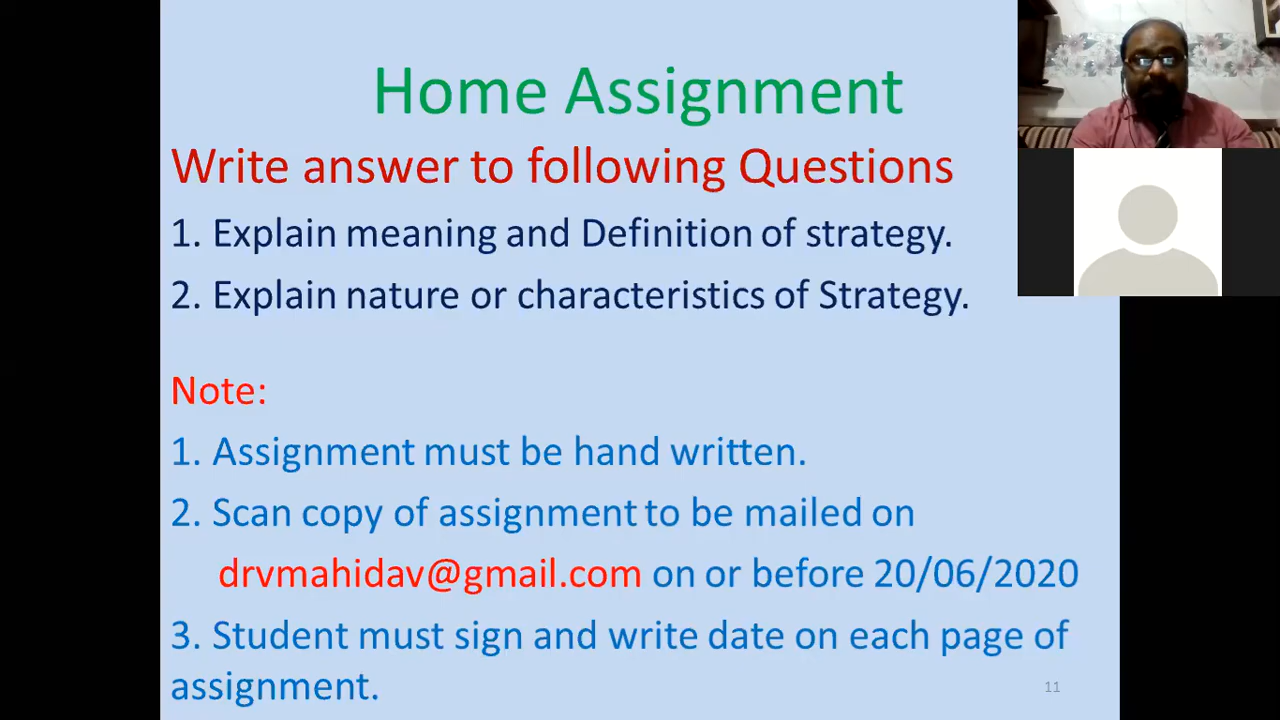 Home Assignment
Write answer to following Questions
1. Explain meaning and Definition of strategy.
2. Explain nature or characteristics of Strategy.
Note:
1. Assignment must be hand written.
2. Scan copy of assignment to be mailed on
drvmahidav@gmail.com on or before 20/06/2020
3. Student must sign and write date on each page of
assignment.
11